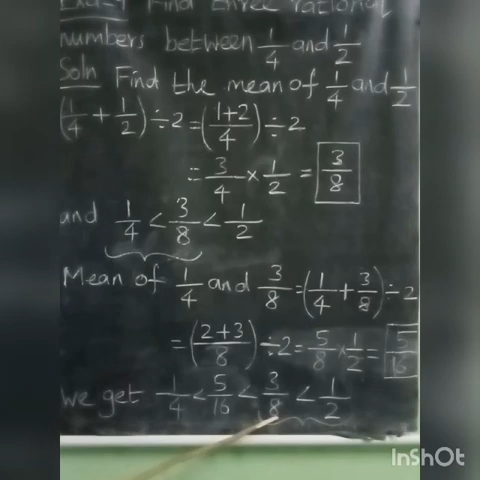 Find three rational
numbers between 1/4 and 1/2
Soln Find the mean of 1/4 and 1/2
(1/4 + 1/2) ÷ 2 = (1+2/4) ÷ 2
= 3/4 × 1/2 = 3/8
and 1/4 < 3/8 < 1/2
Mean of 1/4 and 3/8 = (1/4 + 3/8) ÷ 2
= (2+3/8) ÷ 2 = 5/8 × 1/2 = 5/16
We get 1/4 < 5/16 < 3/8 < 1/2
InShOt